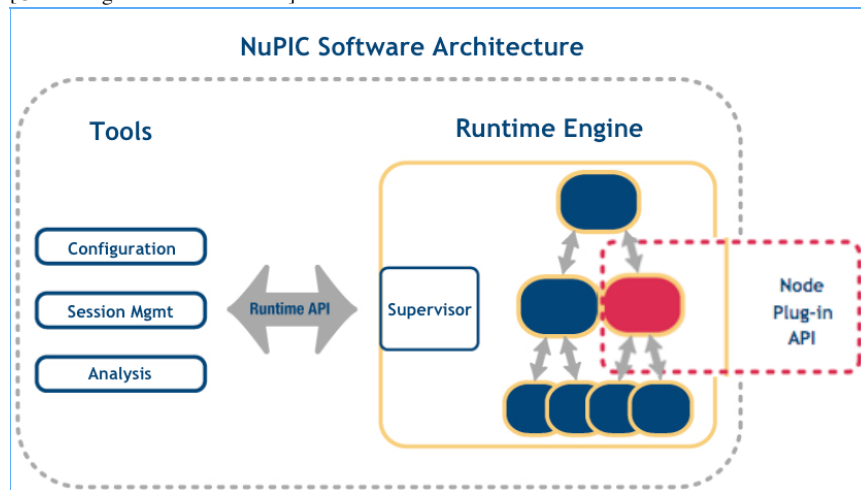 NuPIC Software Architecture
Tools
Runtime Engine
Configuration
Session Mgmt
Analysis
Runtime API
Supervisor
Node
Plug-in
API